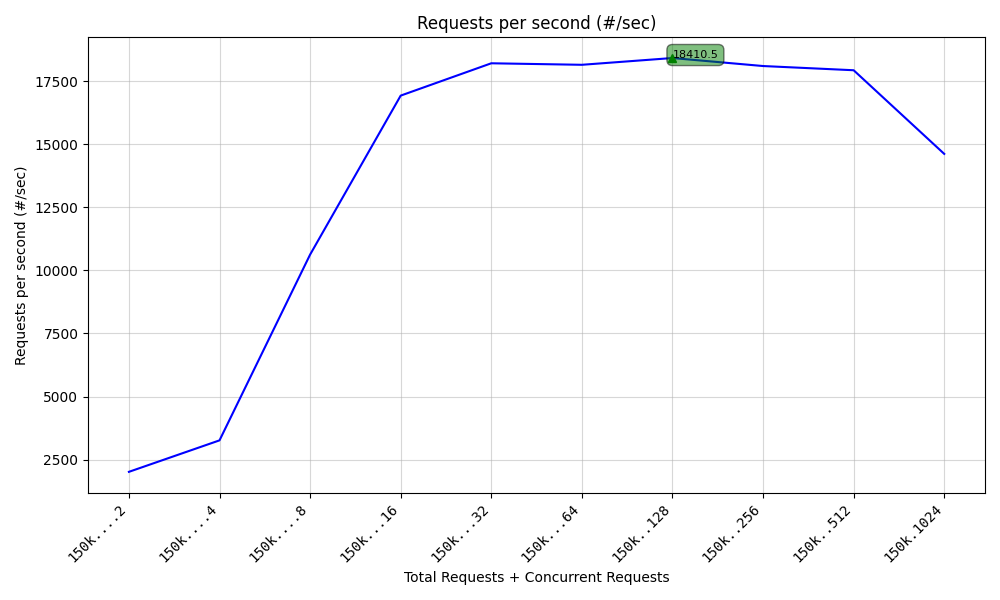 Requests per second (#/sec)
18410.5
17500
15000
12500
10000
7500
5000
2500
Requests per second (#/sec)
150k....2
150k....4
150k....8
150k...16
150k...32
150k...64
150k..128
150k..256
150k..512
150k.1024
Total Requests + Concurrent Requests